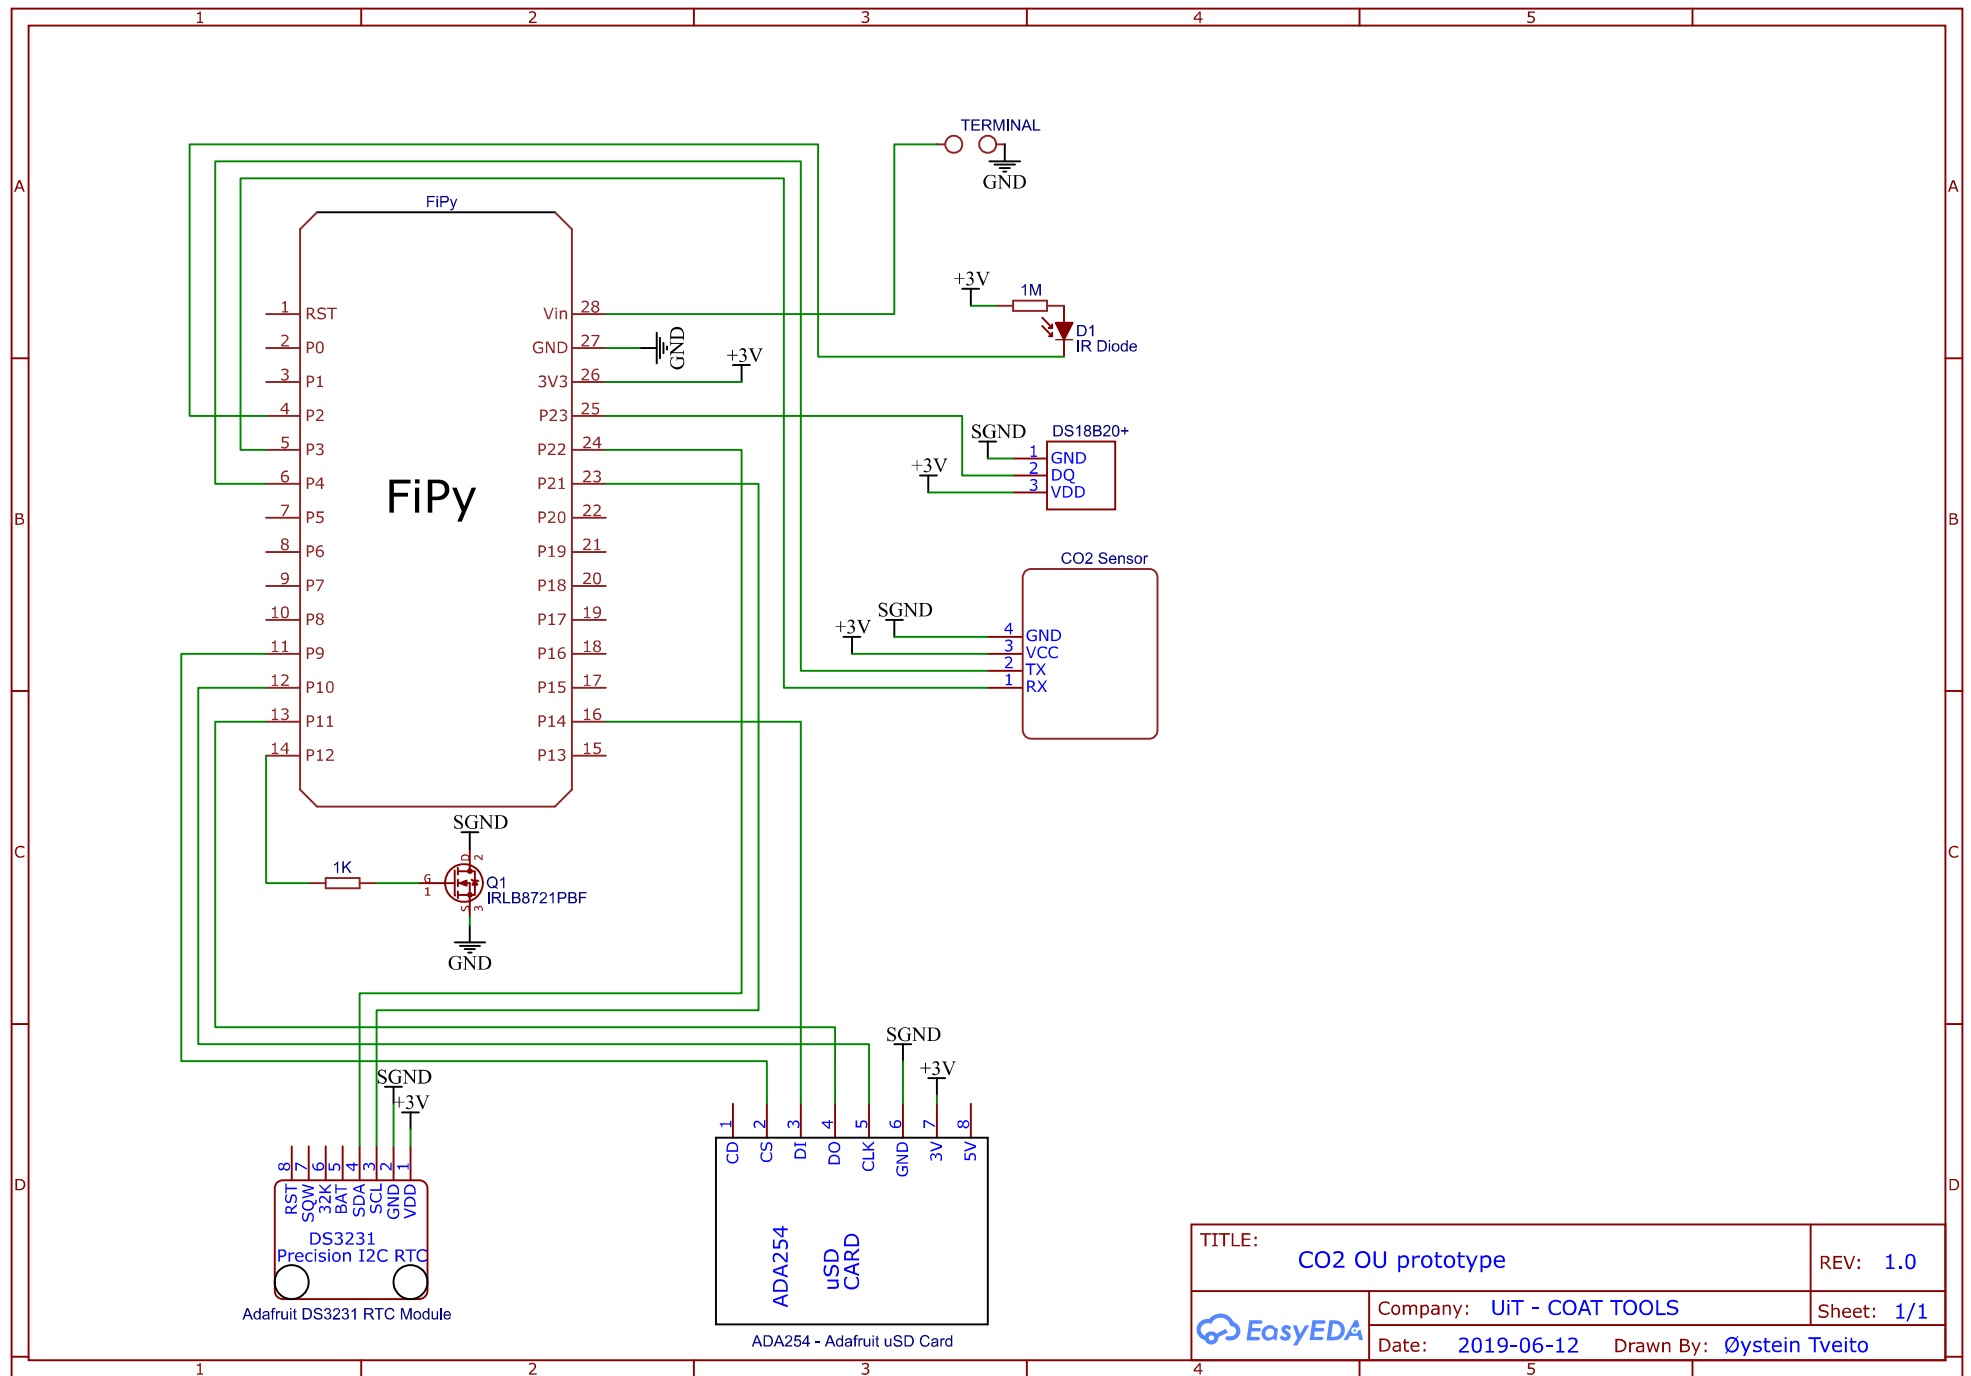 1 2 3 4 5
A A
B B
C C
D D
1 2 3 4 5
FiPy
FiPy
1 RST
2 P0
3 P1
4 P2
5 P3
6 P4
7 P5
8 P6
9 P7
10 P8
11 P9
12 P10
13 P11
14 P12
Vin 28
GND 27
3V3 26
P23 25
P22 24
P21 23
P20 22
P19 21
P18 20
P17 19
P16 18
P15 17
P14 16
P13 15
GND
+3V
TERMINAL
GND
+3V
1M
D1
IR Diode
DS18B20+
SGND
+3V
1 GND
2 DQ
3 VDD
CO2 Sensor
SGND
+3V
4 GND
3 VCC
2 TX
1 RX
SGND
1K
D 2
G
1
S 3
Q1
IRLB8721PBF
GND
SGND
+3V
8 7 6 5 4 3 2 1
RST SQW 32K BAT SDA SCL GND VDD
DS3231
Precision I2C RTC
Adafruit DS3231 RTC Module
SGND
+3V
1 2 3 4 5 6 7 8
CD CS DI DO CLK GND 3V 5V
ADA254
uSD
CARD
ADA254 - Adafruit uSD Card
TITLE:
CO2 OU prototype
REV: 1.0
EasyEDA
Company: UiT - COAT TOOLS
Sheet: 1/1
Date: 2019-06-12 Drawn By: Øystein Tveito